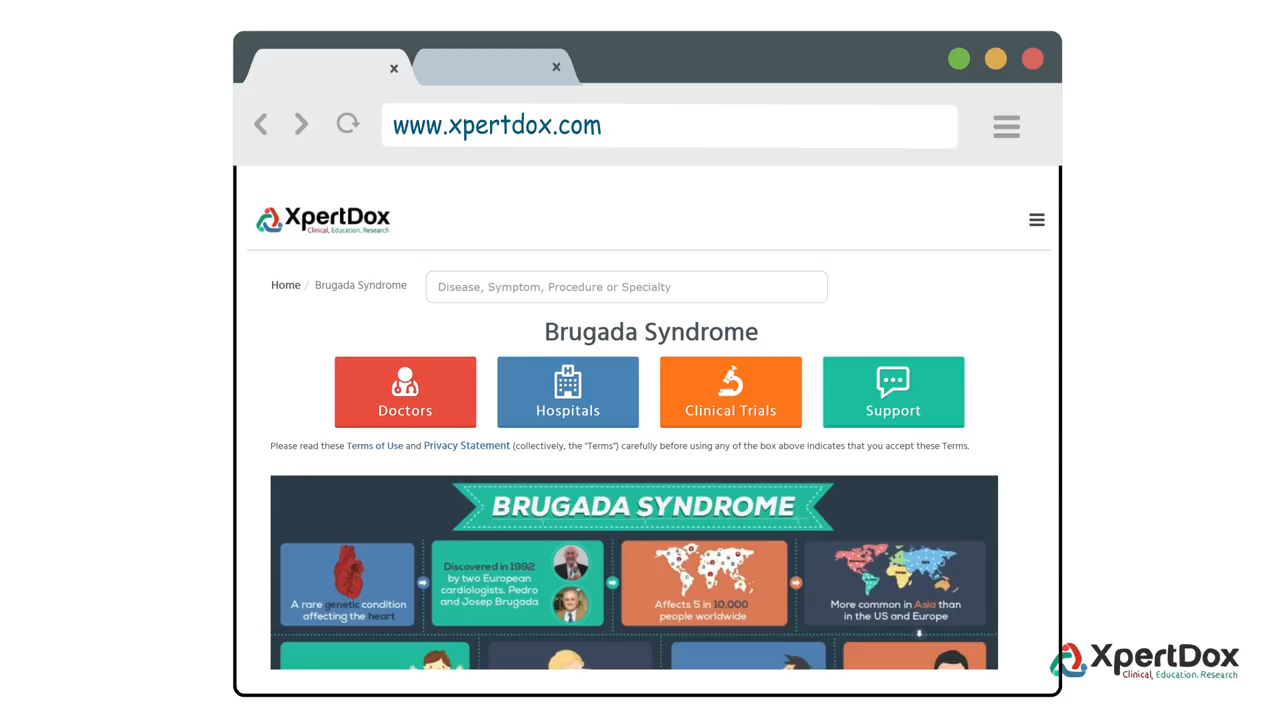 www.xpertdox.com
XpertDox
Clinical, Education, Research
Home / Brugada Syndrome
Disease, Symptom, Procedure or Specialty
Brugada Syndrome
Doctors
Hospitals
Clinical Trials
Support
Please read these Terms of Use and Privacy Statement (collectively, the "Terms") carefully before using any of the box above indicates that you accept these Terms.
BRUGADA SYNDROME
A rare genetic condition
affecting the heart
Discovered in 1992
by two European
cardiologists, Pedro
and Josep Brugada
Affects 5 in 10,000
people worldwide
More common in Asia than
in the US and Europe
XpertDox
Clinical, Education, Research